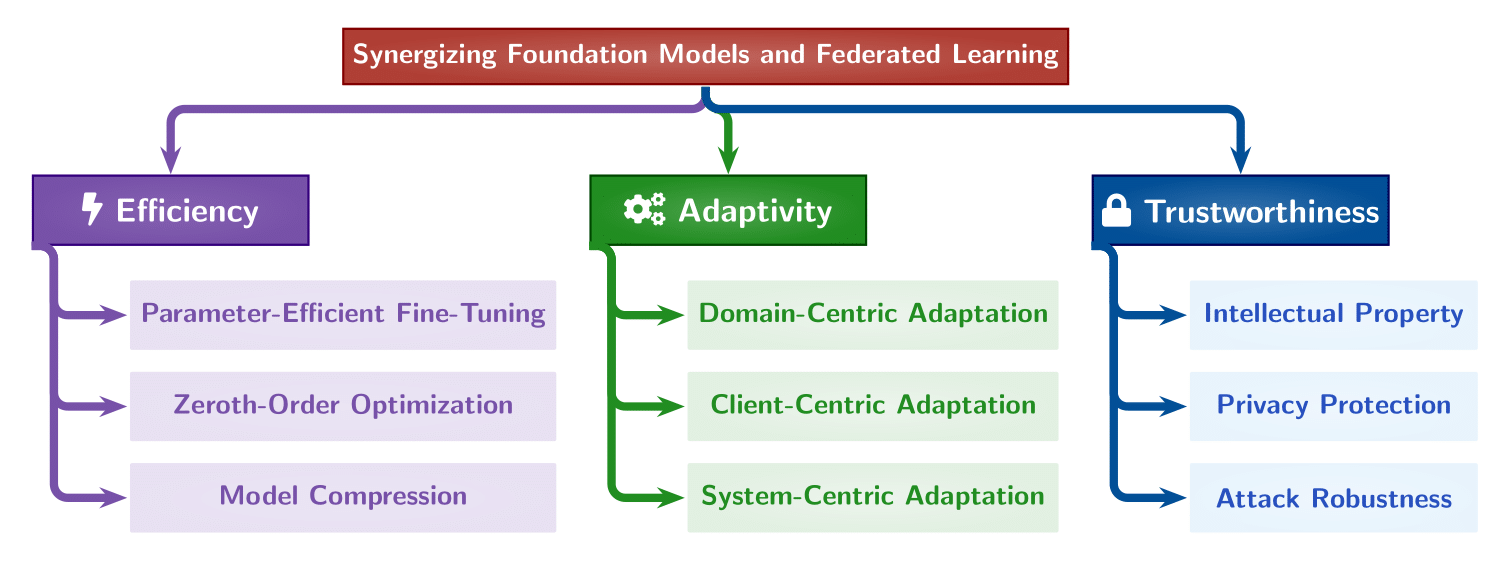 Synergizing Foundation Models and Federated Learning
Efficiency
Adaptivity
Trustworthiness
Parameter-Efficient Fine-Tuning
Domain-Centric Adaptation
Intellectual Property
Zeroth-Order Optimization
Client-Centric Adaptation
Privacy Protection
Model Compression
System-Centric Adaptation
Attack Robustness